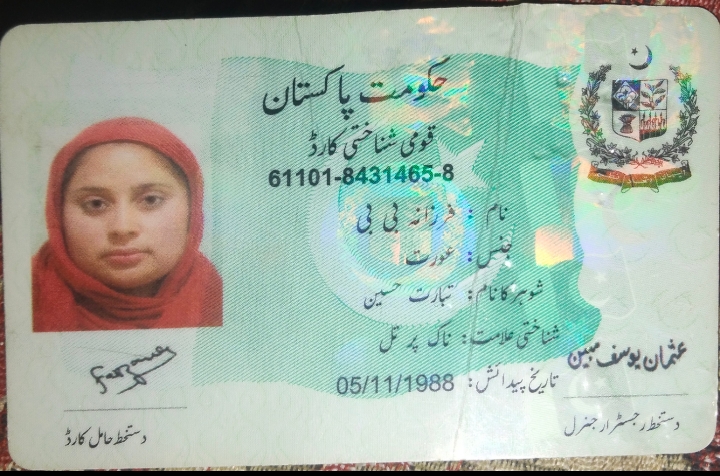 حکومت پاکستان
قومی شناختی کارڈ
61101-8431465-8
نام : فرزانہ بی بی
جنس: عورت
شوہر کا نام: تبارت حسین
شناختی علامت: ناک پر تل
تاریخ پیدائش: 05/11/1988
Farzana
دستخط حامل کارڈ
عثمان یوسف مبین
دستخط رجسٹرار جنرل